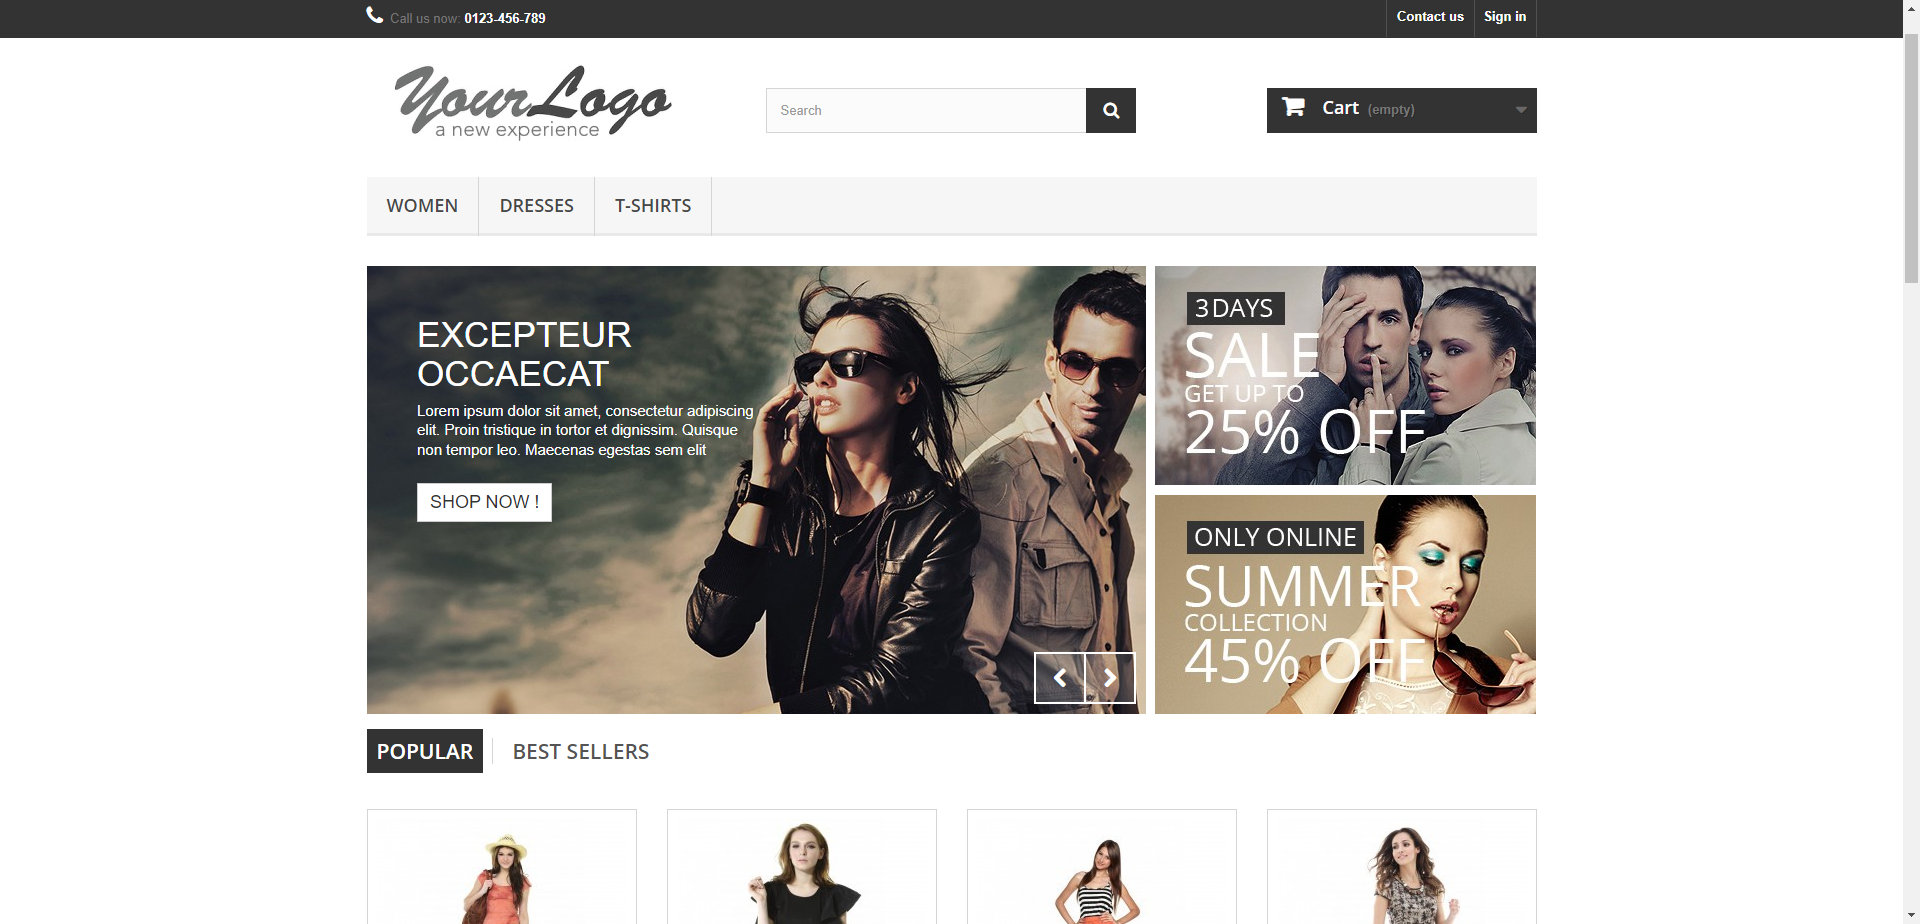 Call us now: 0123-456-789
Contact us
Sign in
Your Logo
a new experience
Search
Cart (empty)
WOMEN
DRESSES
T-SHIRTS
EXCEPTEUR
OCCAECAT
Lorem ipsum dolor sit amet, consectetur adipiscing
elit. Proin tristique in tortor et dignissim. Quisque
non tempor leo. Maecenas egestas sem elit
SHOP NOW !
3 DAYS
SALE
GET UP TO
25% OFF
ONLY ONLINE
SUMMER
COLLECTION
45% OFF
POPULAR
BEST SELLERS